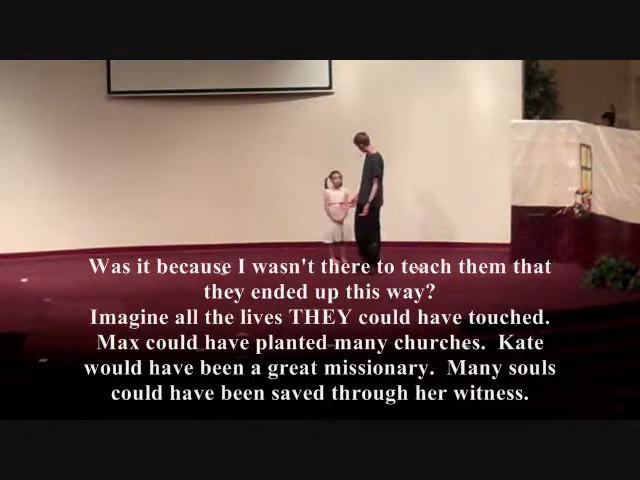 Was it because I wasn't there to teach them that
they ended up this way?
Imagine all the lives THEY could have touched.
Max could have planted many churches.  Kate
would have been a great missionary.  Many souls
could have been saved through her witness.